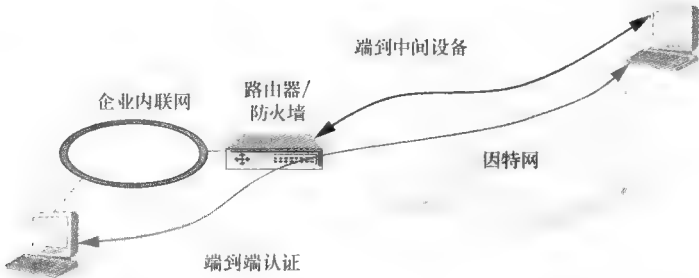 端到中间设备
企业内联网
路由器/
防火墙
因特网
端到端认证